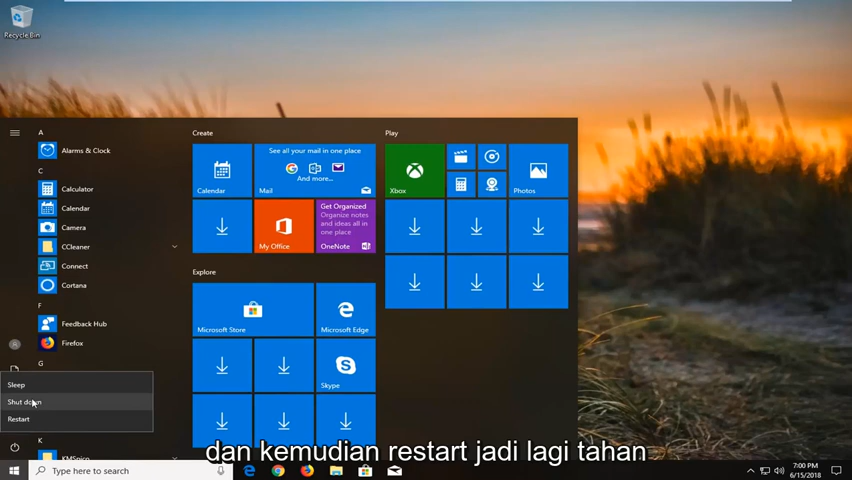 Recycle Bin
A
Alarms & Clock
C
Calculator
Calendar
Camera
CCleaner
Connect
Cortana
F
Feedback Hub
Firefox
G
Sleep
Shut down
Restart
K
KMSpico
Create
Calendar
See all your mail in one place
And more...
Mail
My Office
Get Organized
Organize notes
and ideas all in
one place
OneNote
Explore
Microsoft Store
Microsoft Edge
Skype
Play
Xbox
Photos
dan kemudian restart jadi lagi tahan
Type here to search
7:00 PM
6/15/2018